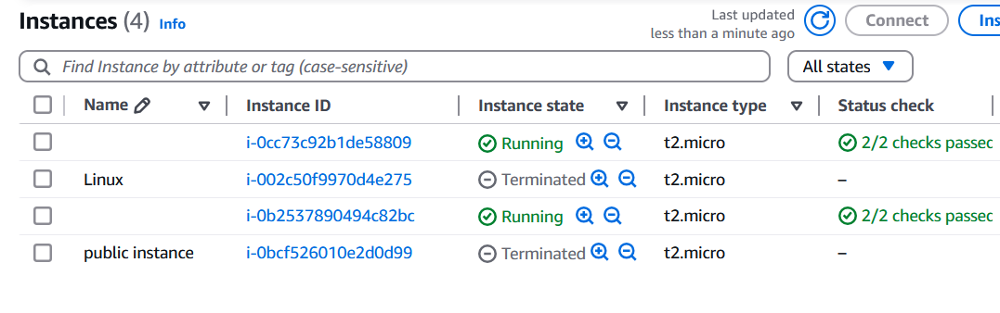 Instances (4) Info
Last updated
less than a minute ago
Connect
Ins
Find Instance by attribute or tag (case-sensitive)
All states
Name Instance ID Instance state Instance type Status check
i-0cc73c92b1de58809 Running t2.micro 2/2 checks passed
Linux i-002c50f9970d4e275 Terminated t2.micro –
i-0b2537890494c82bc Running t2.micro 2/2 checks passed
public instance i-0bcf526010e2d0d99 Terminated t2.micro –